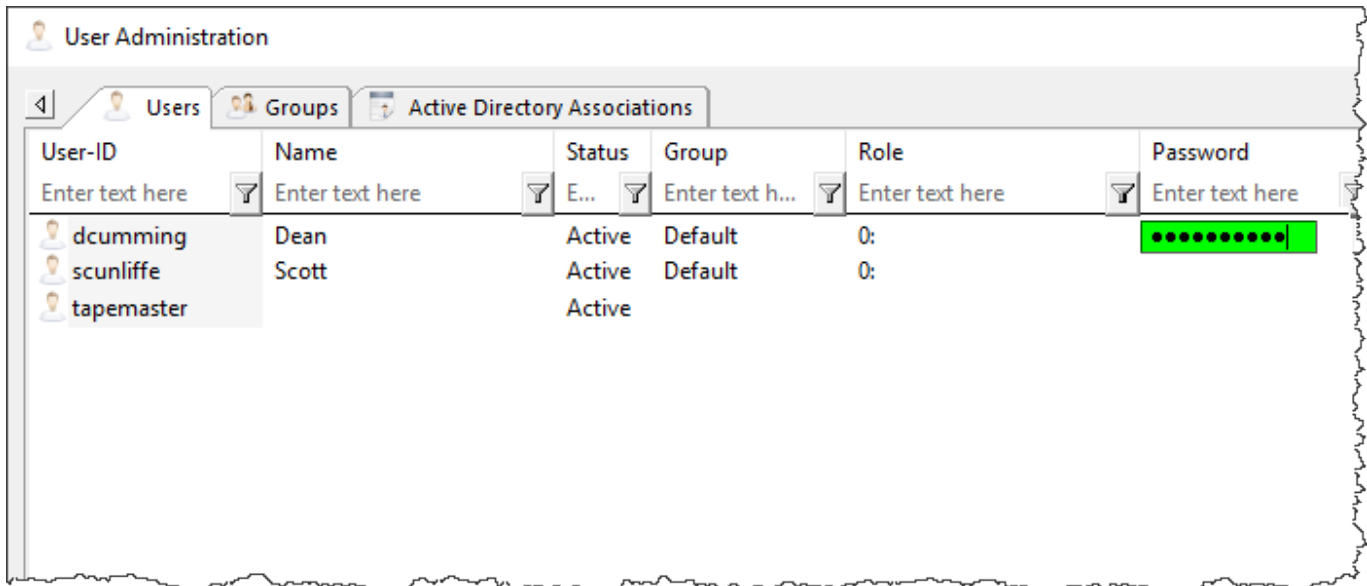 User Administration
Users Groups Active Directory Associations
User-ID Name Status Group Role Password
Enter text here Enter text here E... Enter text h... Enter text here Enter text here
dcumming Dean Active Default 0: ●●●●●●●●●●
scunliffe Scott Active Default 0:
tapemaster Active